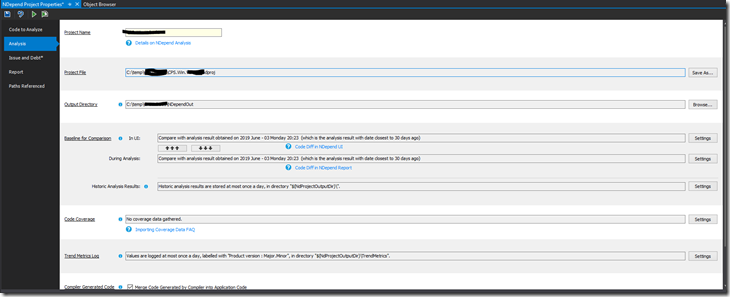 NDepend Project Properties*
Object Browser
Code to Analyze
Analysis
Issue and Debt*
Report
Paths Referenced
Project Name
Details on NDepend Analysis
Project File
C:\temp\
CPS.Win.
dproj
Save As...
Output Directory
C:\temp\
\NDependOut
Browse...
Baseline for Comparison
In UI:
Compare with analysis result obtained on 2019 June - 03 Monday 20:23 (which is the analysis result with date closest to 30 days ago)
Settings
Code Diff in NDepend UI
During Analysis:
Compare with analysis result obtained on 2019 June - 03 Monday 20:23 (which is the analysis result with date closest to 30 days ago)
Settings
Code Diff in NDepend Report
Historic Analysis Results:
Historic analysis results are stored at most once a day, in directory "$(NdProjectOutputDir)\".
Settings
Code Coverage
No coverage data gathered.
Settings
Importing Coverage Data FAQ
Trend Metrics Log
Values are logged at most once a day, labelled with "Product version : Major.Minor", in directory "$(NdProjectOutputDir)\TrendMetrics".
Settings
Compiler Generated Code
Merge Code Generated by Compiler into Application Code